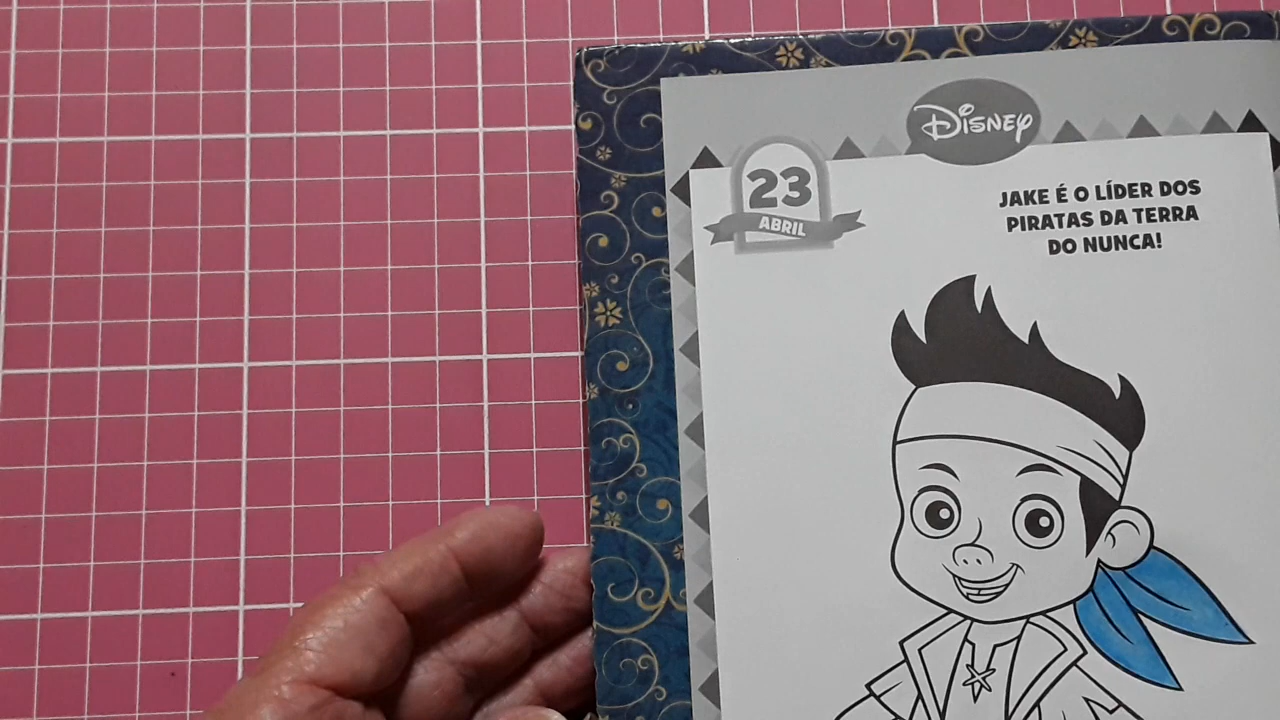 Disney
23
ABRIL
JAKE É O LÍDER DOS
PIRATAS DA TERRA
DO NUNCA!